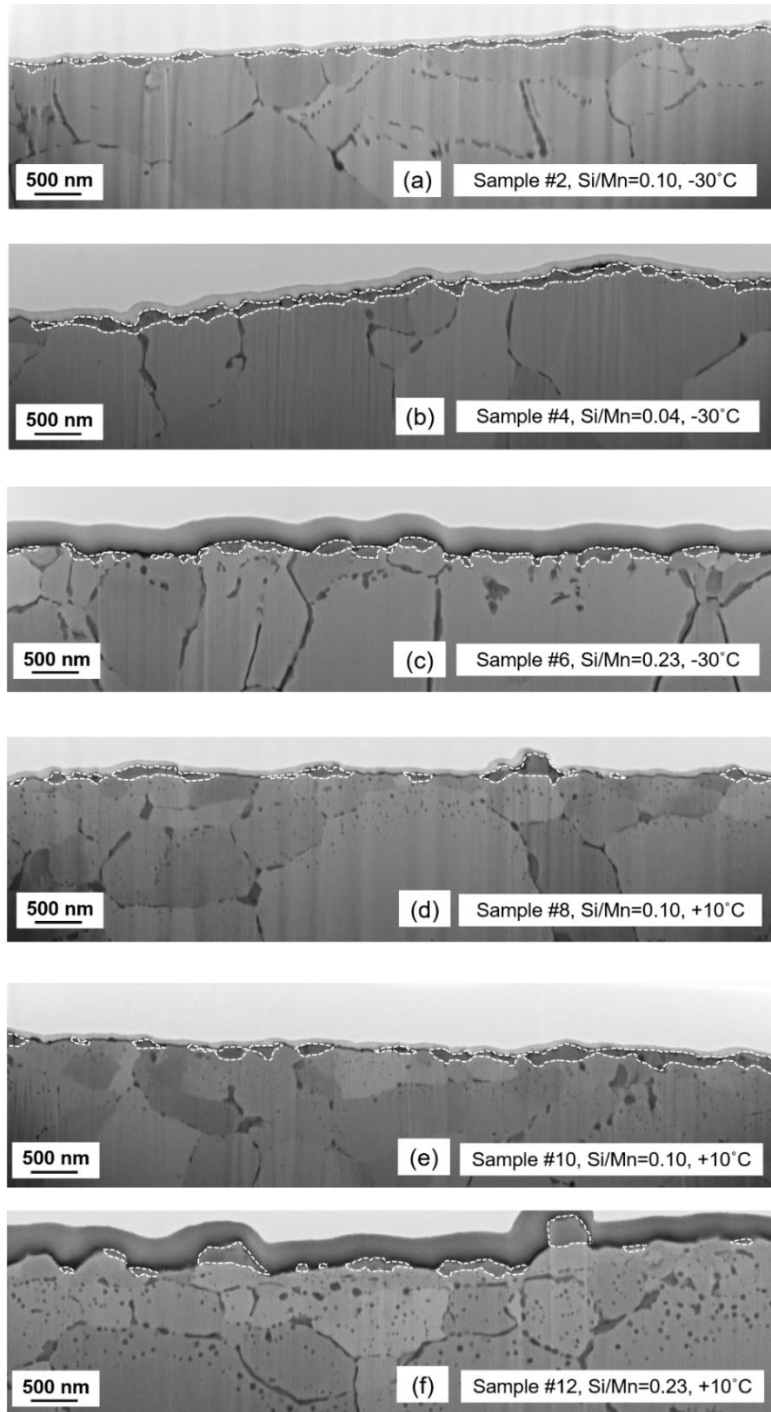 500 nm (a) Sample #2, Si/Mn=0.10, -30˚C
500 nm (b) Sample #4, Si/Mn=0.04, -30˚C
500 nm (c) Sample #6, Si/Mn=0.23, -30˚C
500 nm (d) Sample #8, Si/Mn=0.10, +10˚C
500 nm (e) Sample #10, Si/Mn=0.10, +10˚C
500 nm (f) Sample #12, Si/Mn=0.23, +10˚C